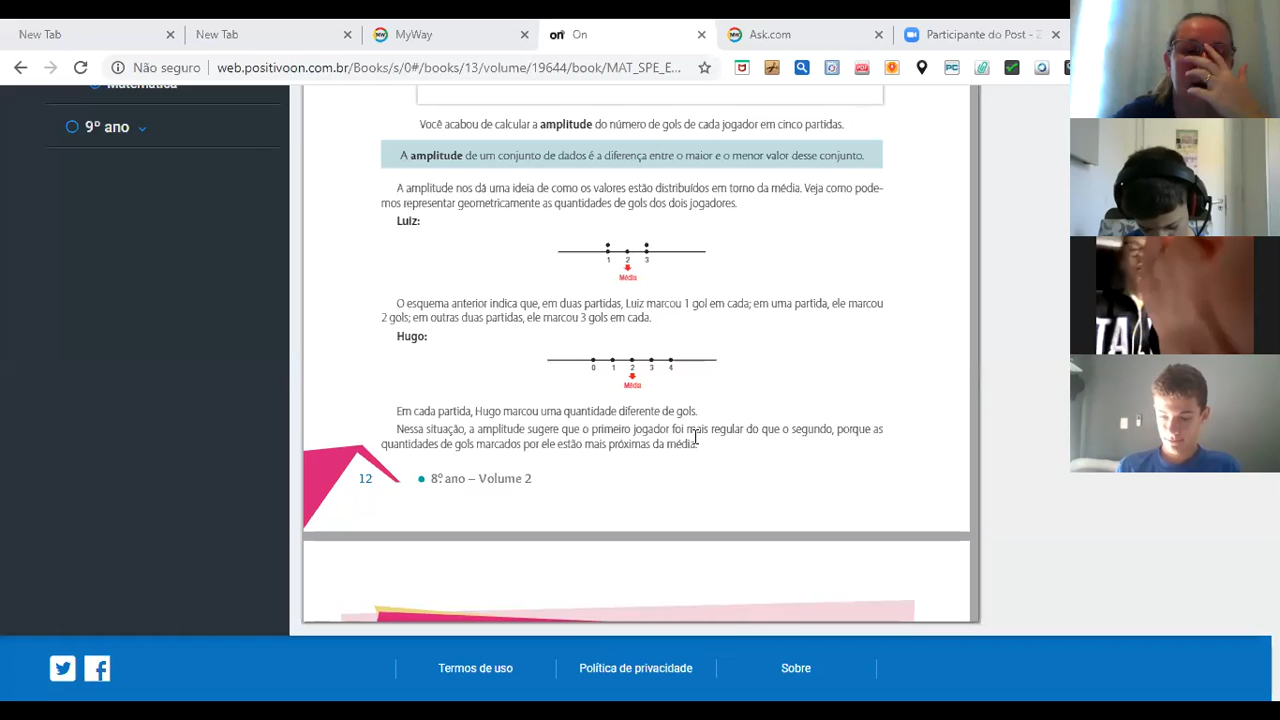 New Tab
New Tab
MyWay
on On
Ask.com
Participante do Post - Z
Não seguro
web.positivoon.com.br/Books/s/0#/books/13/volume/19644/book/MAT_SPE_E...
Matemática
9º ano
Você acabou de calcular a amplitude do número de gols de cada jogador em cinco partidas.
A amplitude de um conjunto de dados é a diferença entre o maior e o menor valor desse conjunto.
A amplitude nos dá uma ideia de como os valores estão distribuídos em torno da média. Veja como pode-
mos representar geometricamente as quantidades de gols dos dois jogadores.
Luiz:
1 2 3
Média
O esquema anterior indica que, em duas partidas, Luiz marcou 1 gol em cada; em uma partida, ele marcou
2 gols; em outras duas partidas, ele marcou 3 gols em cada.
Hugo:
0 1 2 3 4
Média
Em cada partida, Hugo marcou uma quantidade diferente de gols.
Nessa situação, a amplitude sugere que o primeiro jogador foi mais regular do que o segundo, porque as
quantidades de gols marcados por ele estão mais próximas da média.
12
8º. ano – Volume 2
Termos de uso
Política de privacidade
Sobre